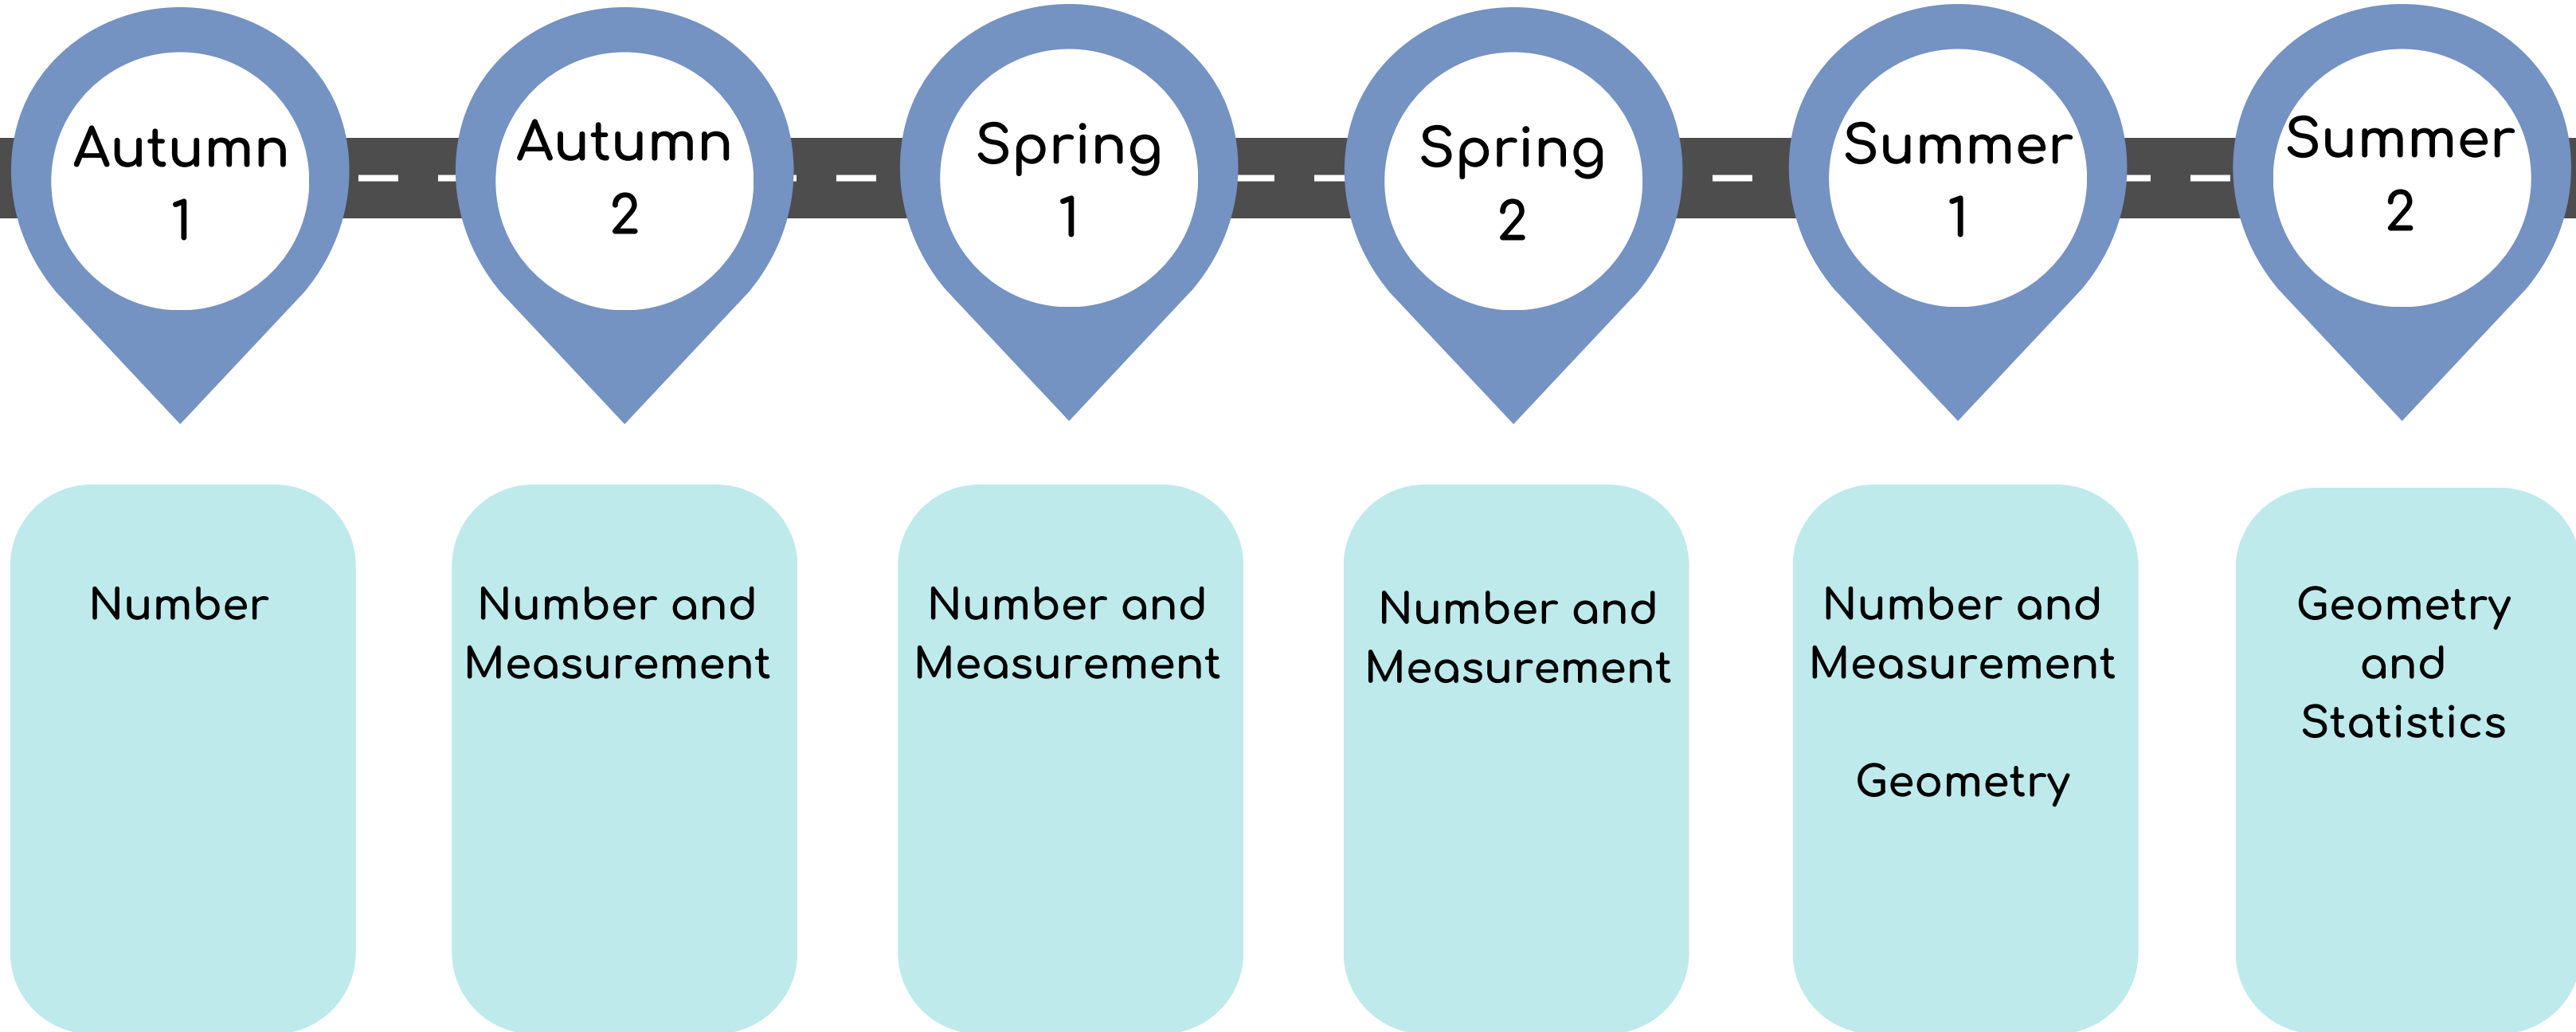 Autumn
1
Autumn
2
Spring
1
Spring
2
Summer
1
Summer
2
Number
Number and
Measurement
Number and
Measurement
Number and
Measurement
Number and
Measurement
Geometry
Geometry
and
Statistics